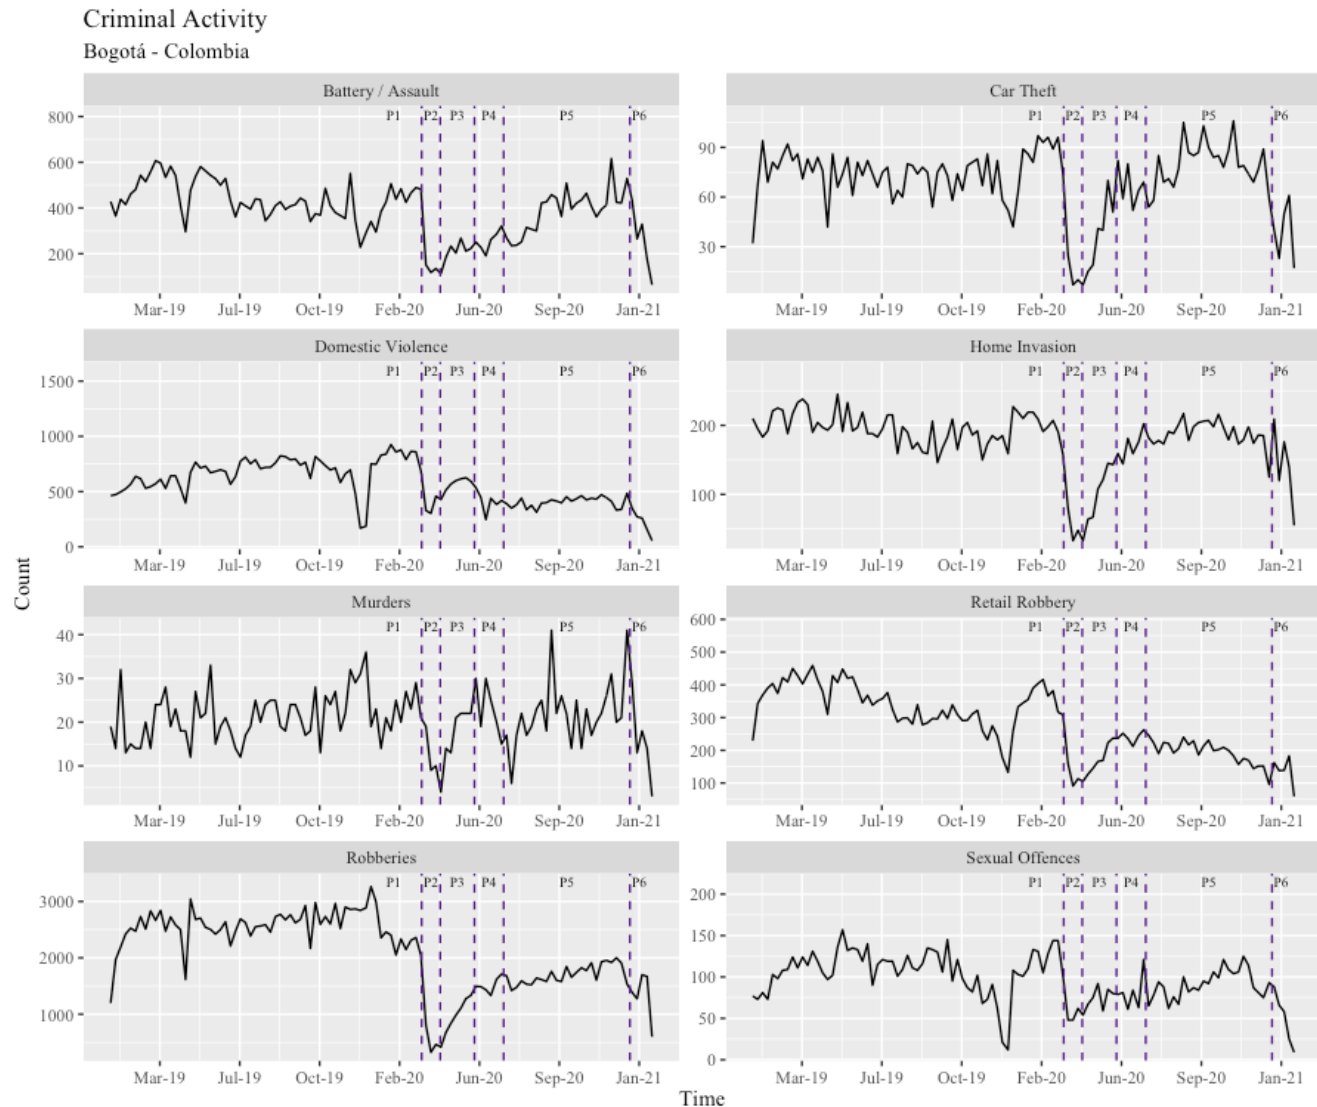 Criminal Activity
Bogotá - Colombia
Count
Battery / Assault
P1 P2 P3 P4 P5 P6
800
600
400
200
Mar-19 Jul-19 Oct-19 Feb-20 Jun-20 Sep-20 Jan-21
Car Theft
P1 P2 P3 P4 P5 P6
90
60
30
Mar-19 Jul-19 Oct-19 Feb-20 Jun-20 Sep-20 Jan-21
Domestic Violence
P1 P2 P3 P4 P5 P6
1500
1000
500
0
Mar-19 Jul-19 Oct-19 Feb-20 Jun-20 Sep-20 Jan-21
Home Invasion
P1 P2 P3 P4 P5 P6
200
100
Mar-19 Jul-19 Oct-19 Feb-20 Jun-20 Sep-20 Jan-21
Murders
P1 P2 P3 P4 P5 P6
40
30
20
10
Mar-19 Jul-19 Oct-19 Feb-20 Jun-20 Sep-20 Jan-21
Retail Robbery
P1 P2 P3 P4 P5 P6
600
500
400
300
200
100
Mar-19 Jul-19 Oct-19 Feb-20 Jun-20 Sep-20 Jan-21
Robberies
P1 P2 P3 P4 P5 P6
3000
2000
1000
Mar-19 Jul-19 Oct-19 Feb-20 Jun-20 Sep-20 Jan-21
Sexual Offences
P1 P2 P3 P4 P5 P6
200
150
100
50
0
Mar-19 Jul-19 Oct-19 Feb-20 Jun-20 Sep-20 Jan-21
Time